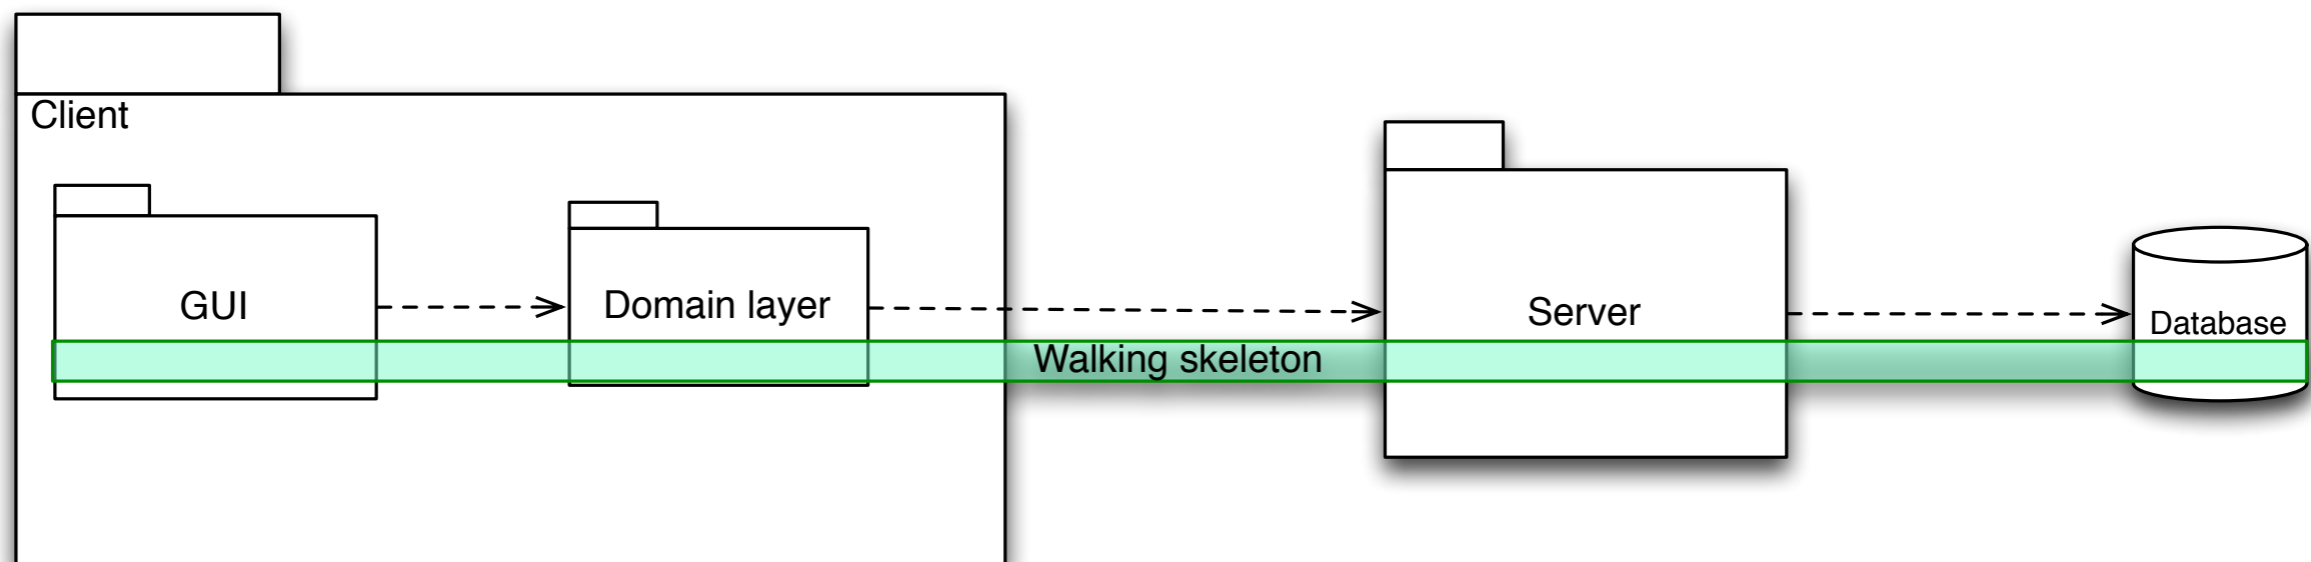 Client
GUI
Domain layer
Server
Database
Walking skeleton